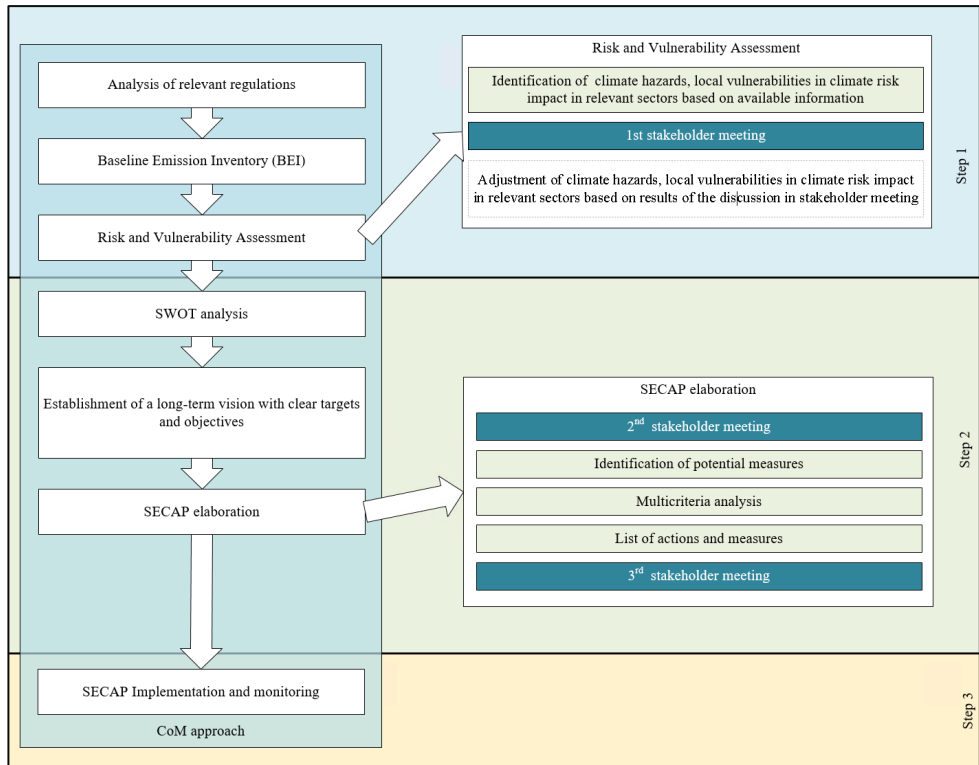 Analysis of relevant regulations
Baseline Emission Inventory (BEI)
Risk and Vulnerability Assessment
Risk and Vulnerability Assessment
Identification of climate hazards, local vulnerabilities in climate risk
impact in relevant sectors based on available information
1st stakeholder meeting
Adjustment of climate hazards, local vulnerabilities in climate risk impact
in relevant sectors based on results of the discussion in stakeholder meeting
Step 1
SWOT analysis
Establishment of a long-term vision with clear targets
and objectives
SECAP elaboration
SECAP elaboration
2nd stakeholder meeting
Identification of potential measures
Multicriteria analysis
List of actions and measures
3rd stakeholder meeting
Step 2
SECAP Implementation and monitoring
CoM approach
Step 3